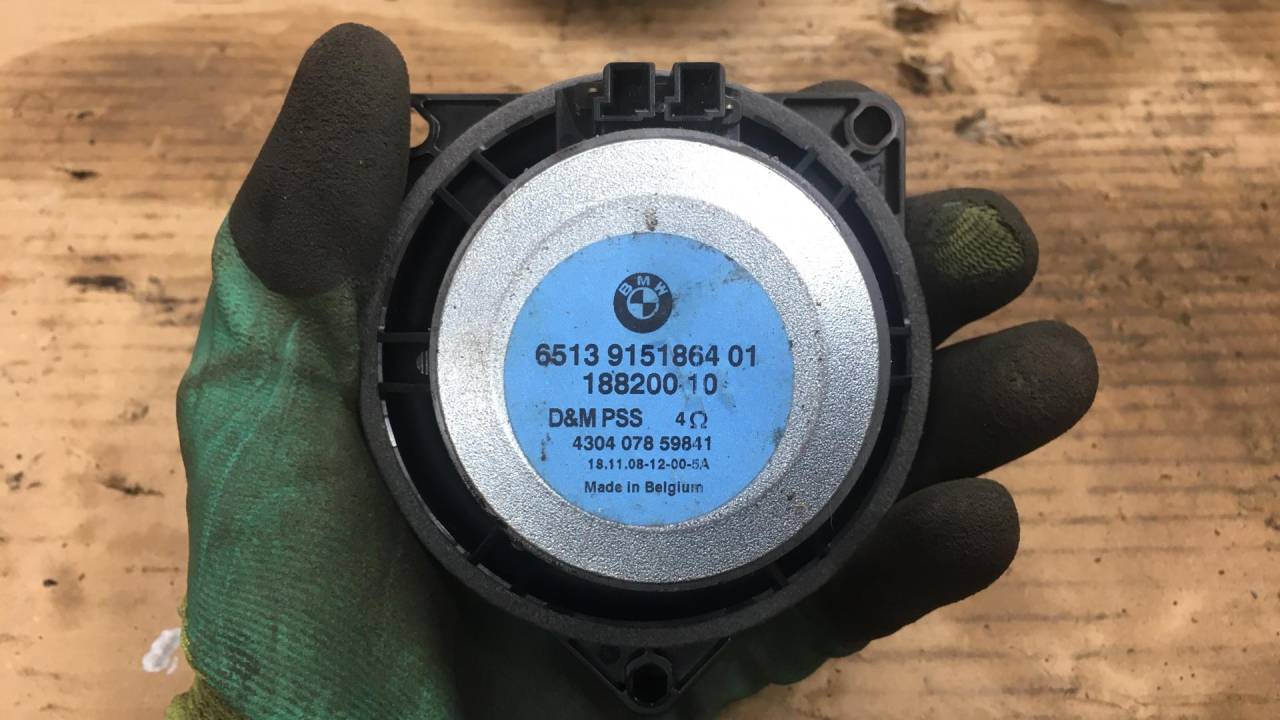 BMW
6513 9151864 01
188200 10
D&M PSS 4Ω
4304 078 59841
18.11.08-12-00-5A
Made in Belgium